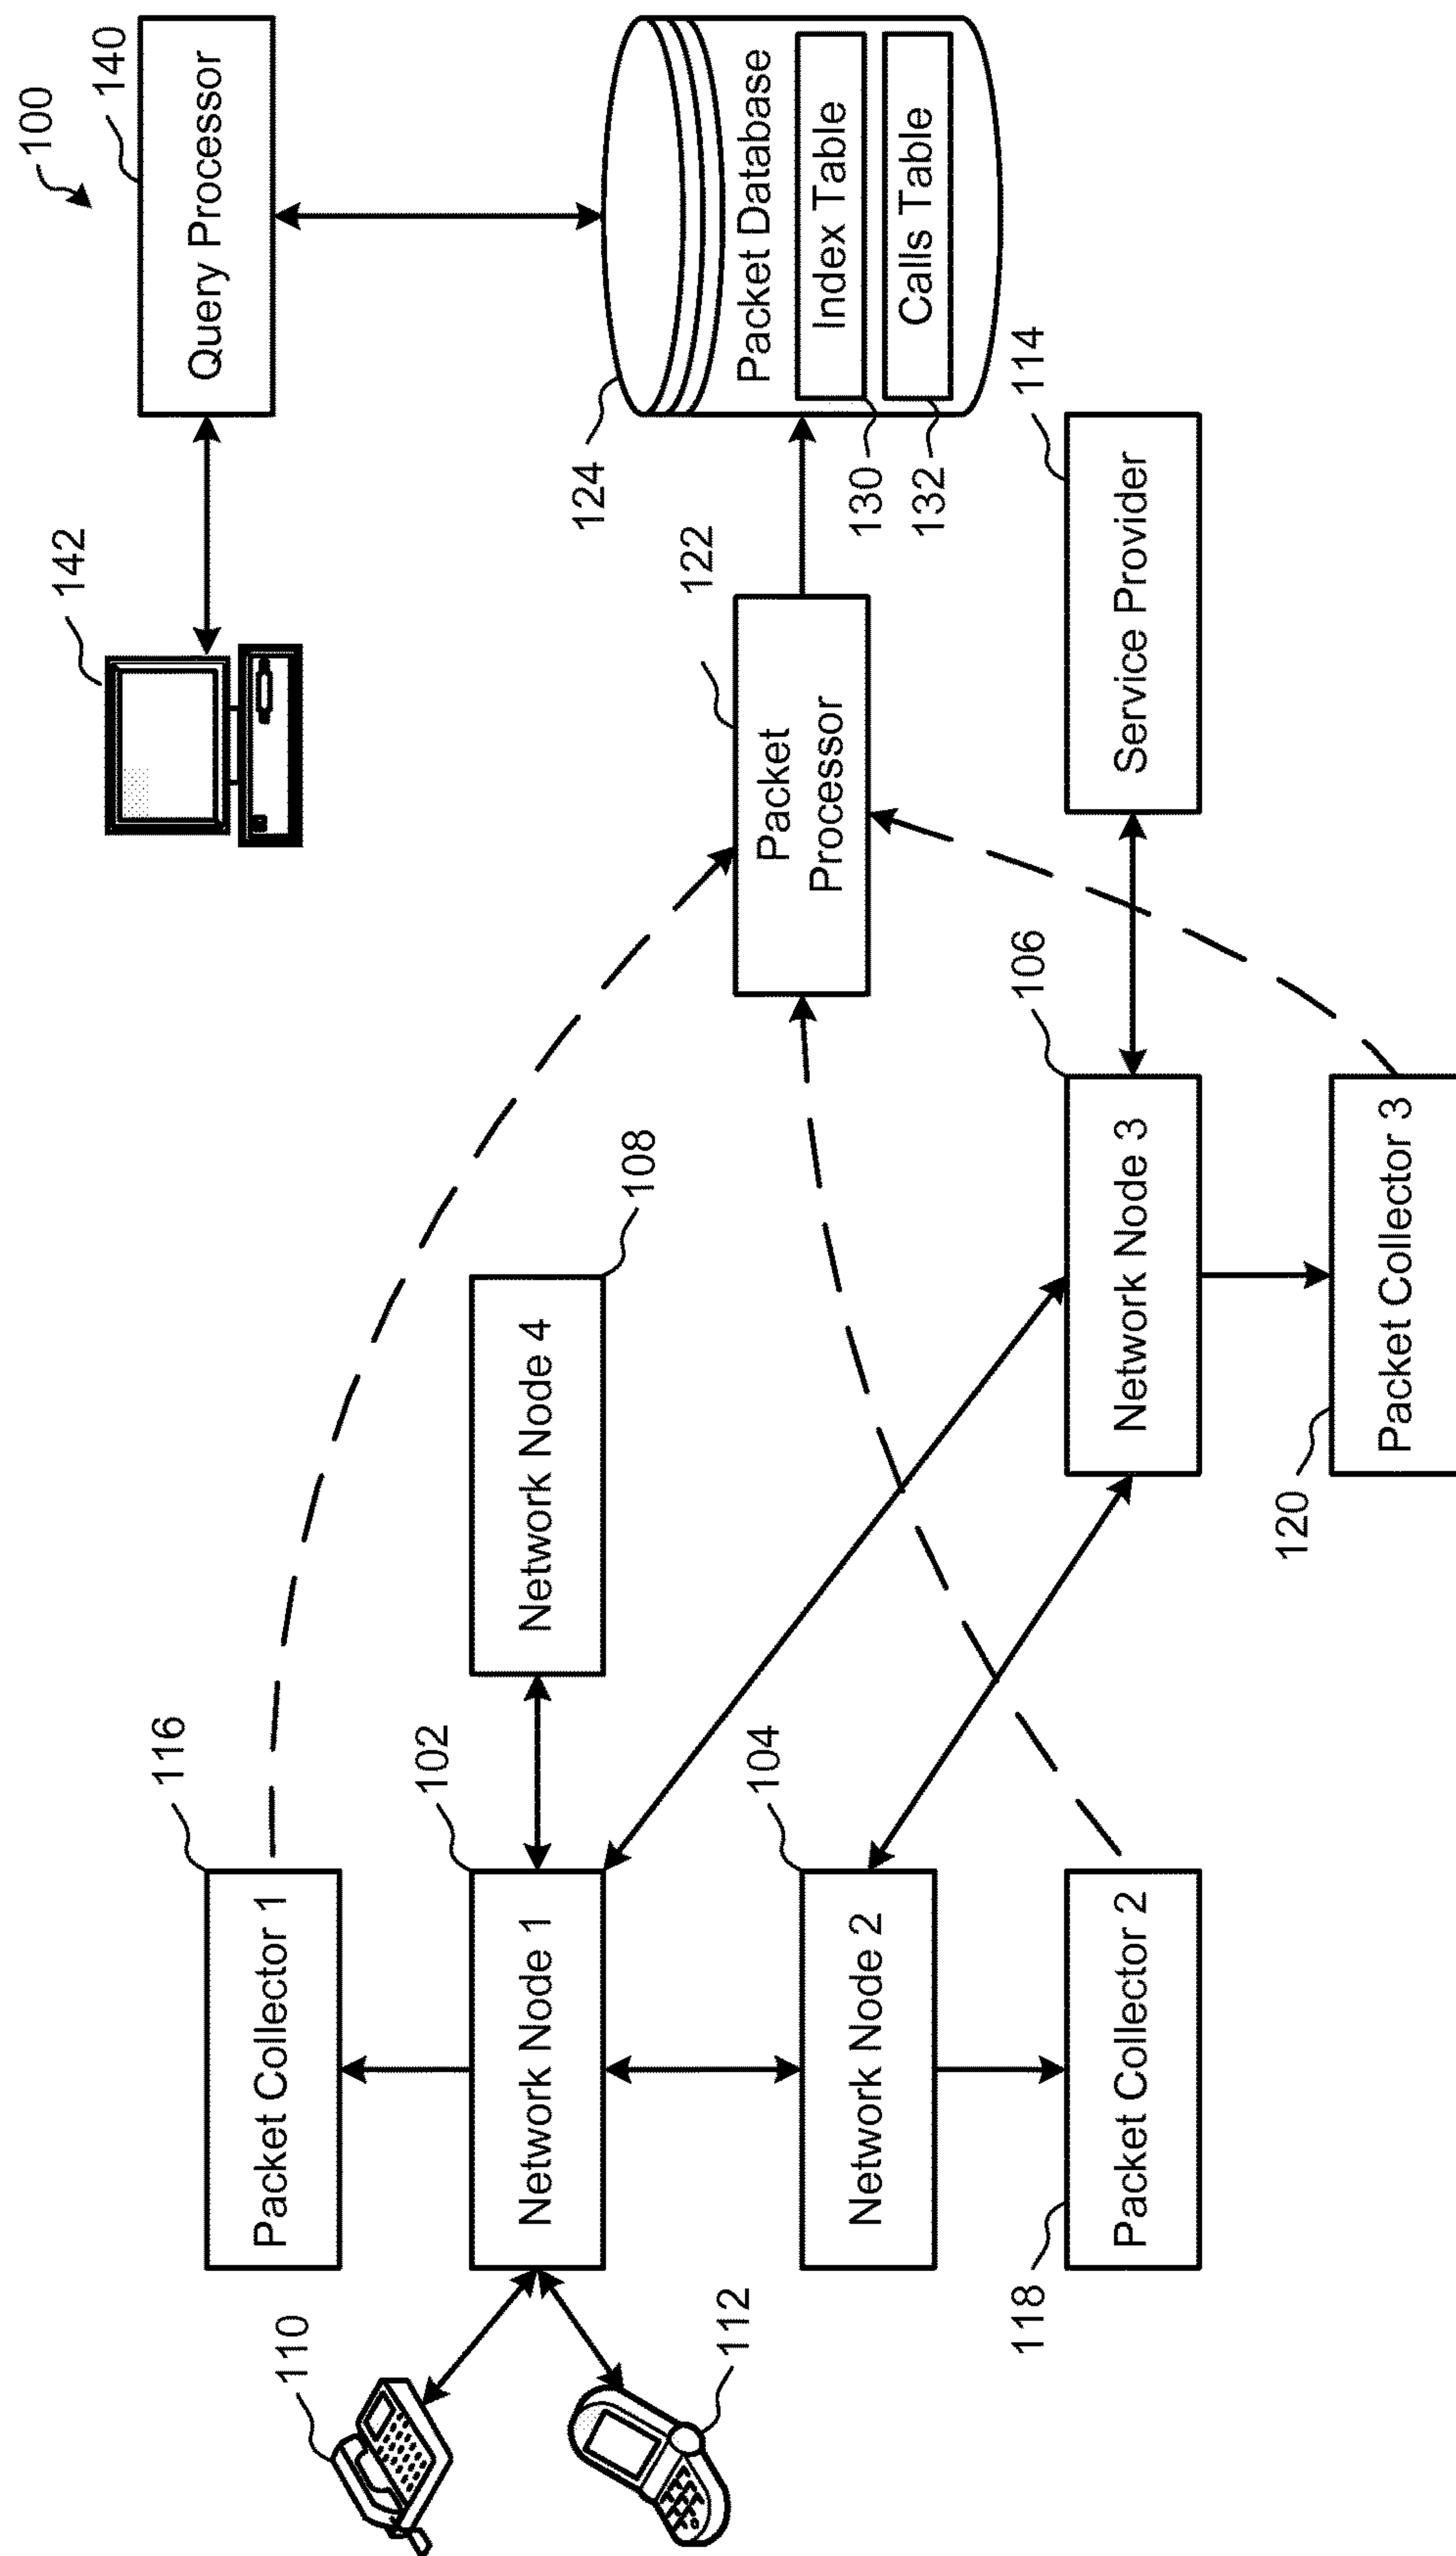 100
142
140
Query Processor
116
Packet Collector 1
110
102
Network Node 1
Network Node 4
108
122
Packet
Processor
124
Packet Database
Index Table
Calls Table
130
132
112
104
Network Node 2
118
Packet Collector 2
106
Network Node 3
114
Service Provider
120
Packet Collector 3